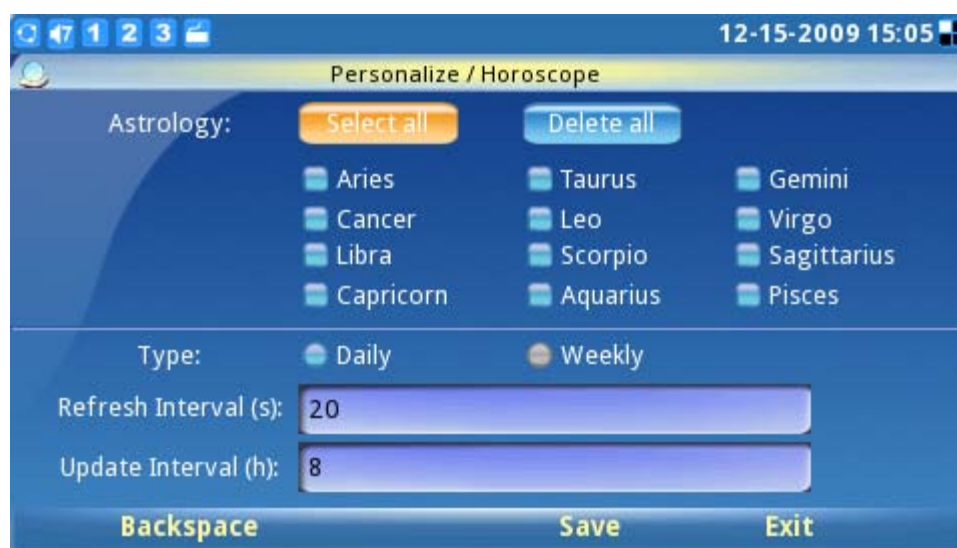 47 1 2 3 12-15-2009 15:05
Personalize / Horoscope
Astrology: Select all Delete all
Aries Taurus Gemini
Cancer Leo Virgo
Libra Scorpio Sagittarius
Capricorn Aquarius Pisces
Type: Daily Weekly
Refresh Interval (s): 20
Update Interval (h): 8
Backspace Save Exit